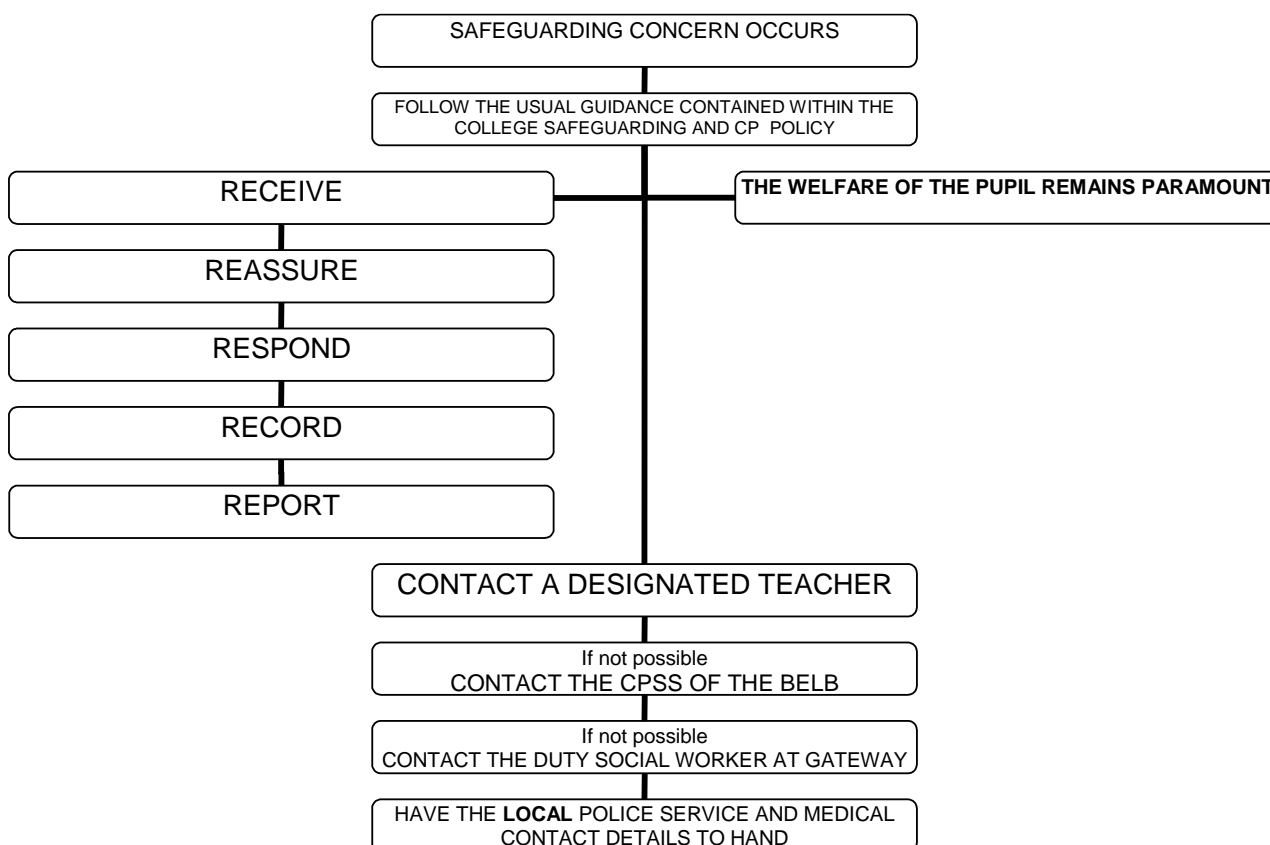 SAFEGUARDING CONCERN OCCURS
FOLLOW THE USUAL GUIDANCE CONTAINED WITHIN THE
COLLEGE SAFEGUARDING AND CP POLICY
RECEIVE
THE WELFARE OF THE PUPIL REMAINS PARAMOUNT
REASSURE
RESPOND
RECORD
REPORT
CONTACT A DESIGNATED TEACHER
If not possible
CONTACT THE CPSS OF THE BELB
If not possible
CONTACT THE DUTY SOCIAL WORKER AT GATEWAY
HAVE THE LOCAL POLICE SERVICE AND MEDICAL
CONTACT DETAILS TO HAND